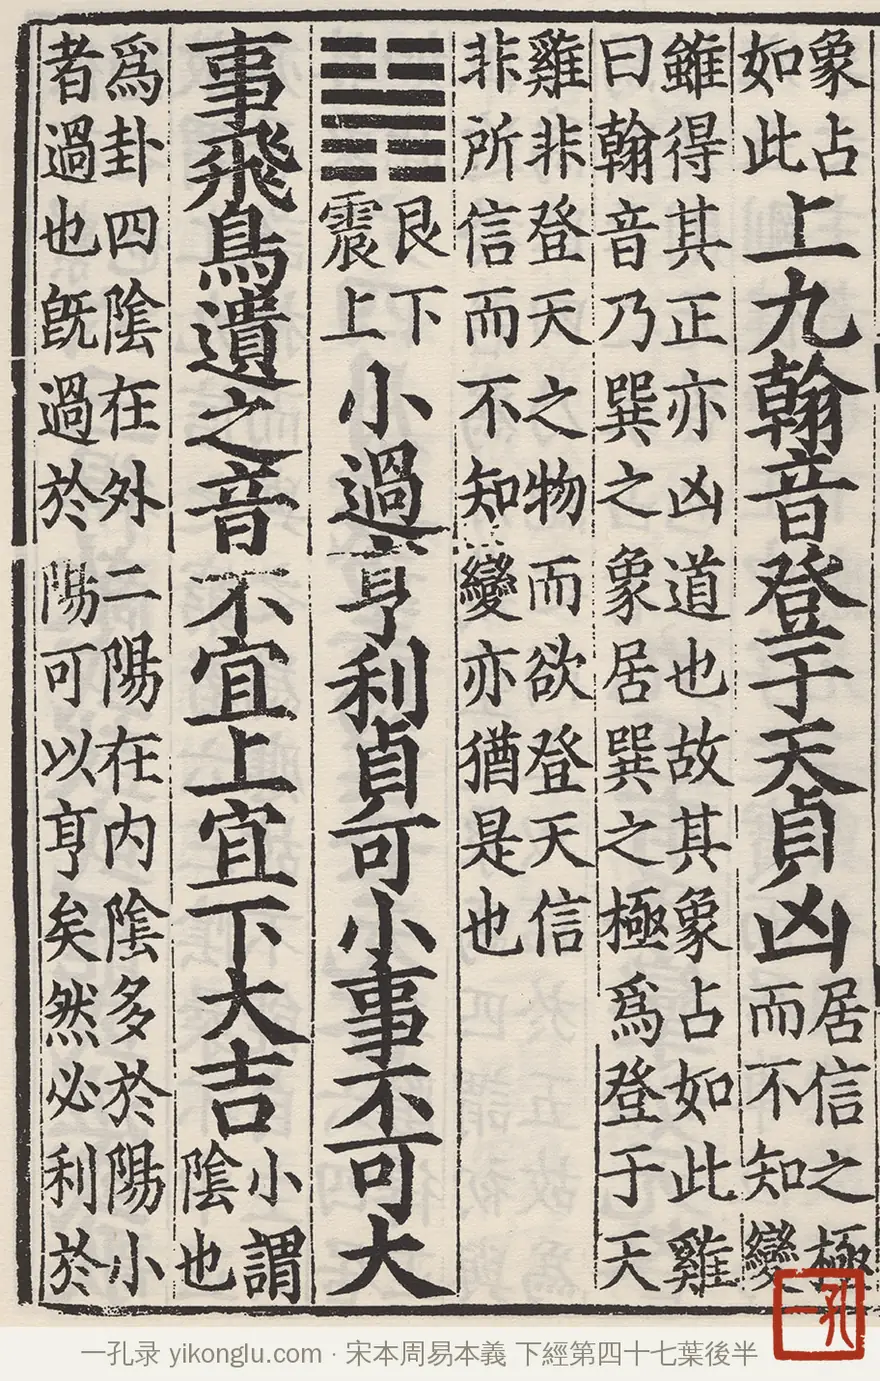 象占如此上九翰音登于天貞凶居信之極而不知變
雖得其正亦凶道也故其象占如此雞
曰翰音乃巽之象居巽之極爲登于天
雞非登天之物而欲登天信
非所信而不知變亦猶是也
䷽艮下震上小過亨利貞可小事不可大
事飛鳥遺之音不宜上宜下大吉小謂陰也
爲卦四陰在外二陽在内陰多於陽小
者過也旣過於陽可以亨矣然必利於
一孔
一孔录 yikonglu.com · 宋本周易本義 下經第四十七葉後半